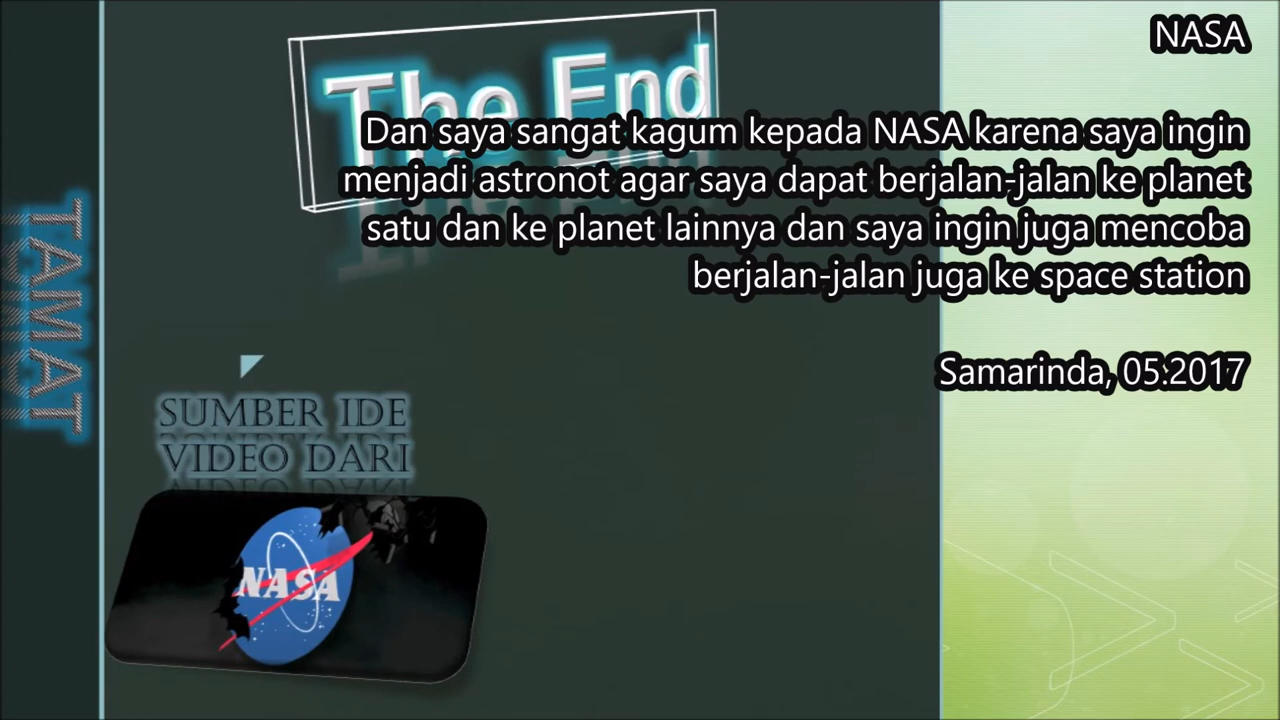 NASA
The End
Dan saya sangat kagum kepada NASA karena saya ingin
menjadi astronot agar saya dapat berjalan-jalan ke planet
satu dan ke planet lainnya dan saya ingin juga mencoba
berjalan-jalan juga ke space station
Samarinda, 05.2017
TAMAT
SUMBER IDE
VIDEO DARI
NASA